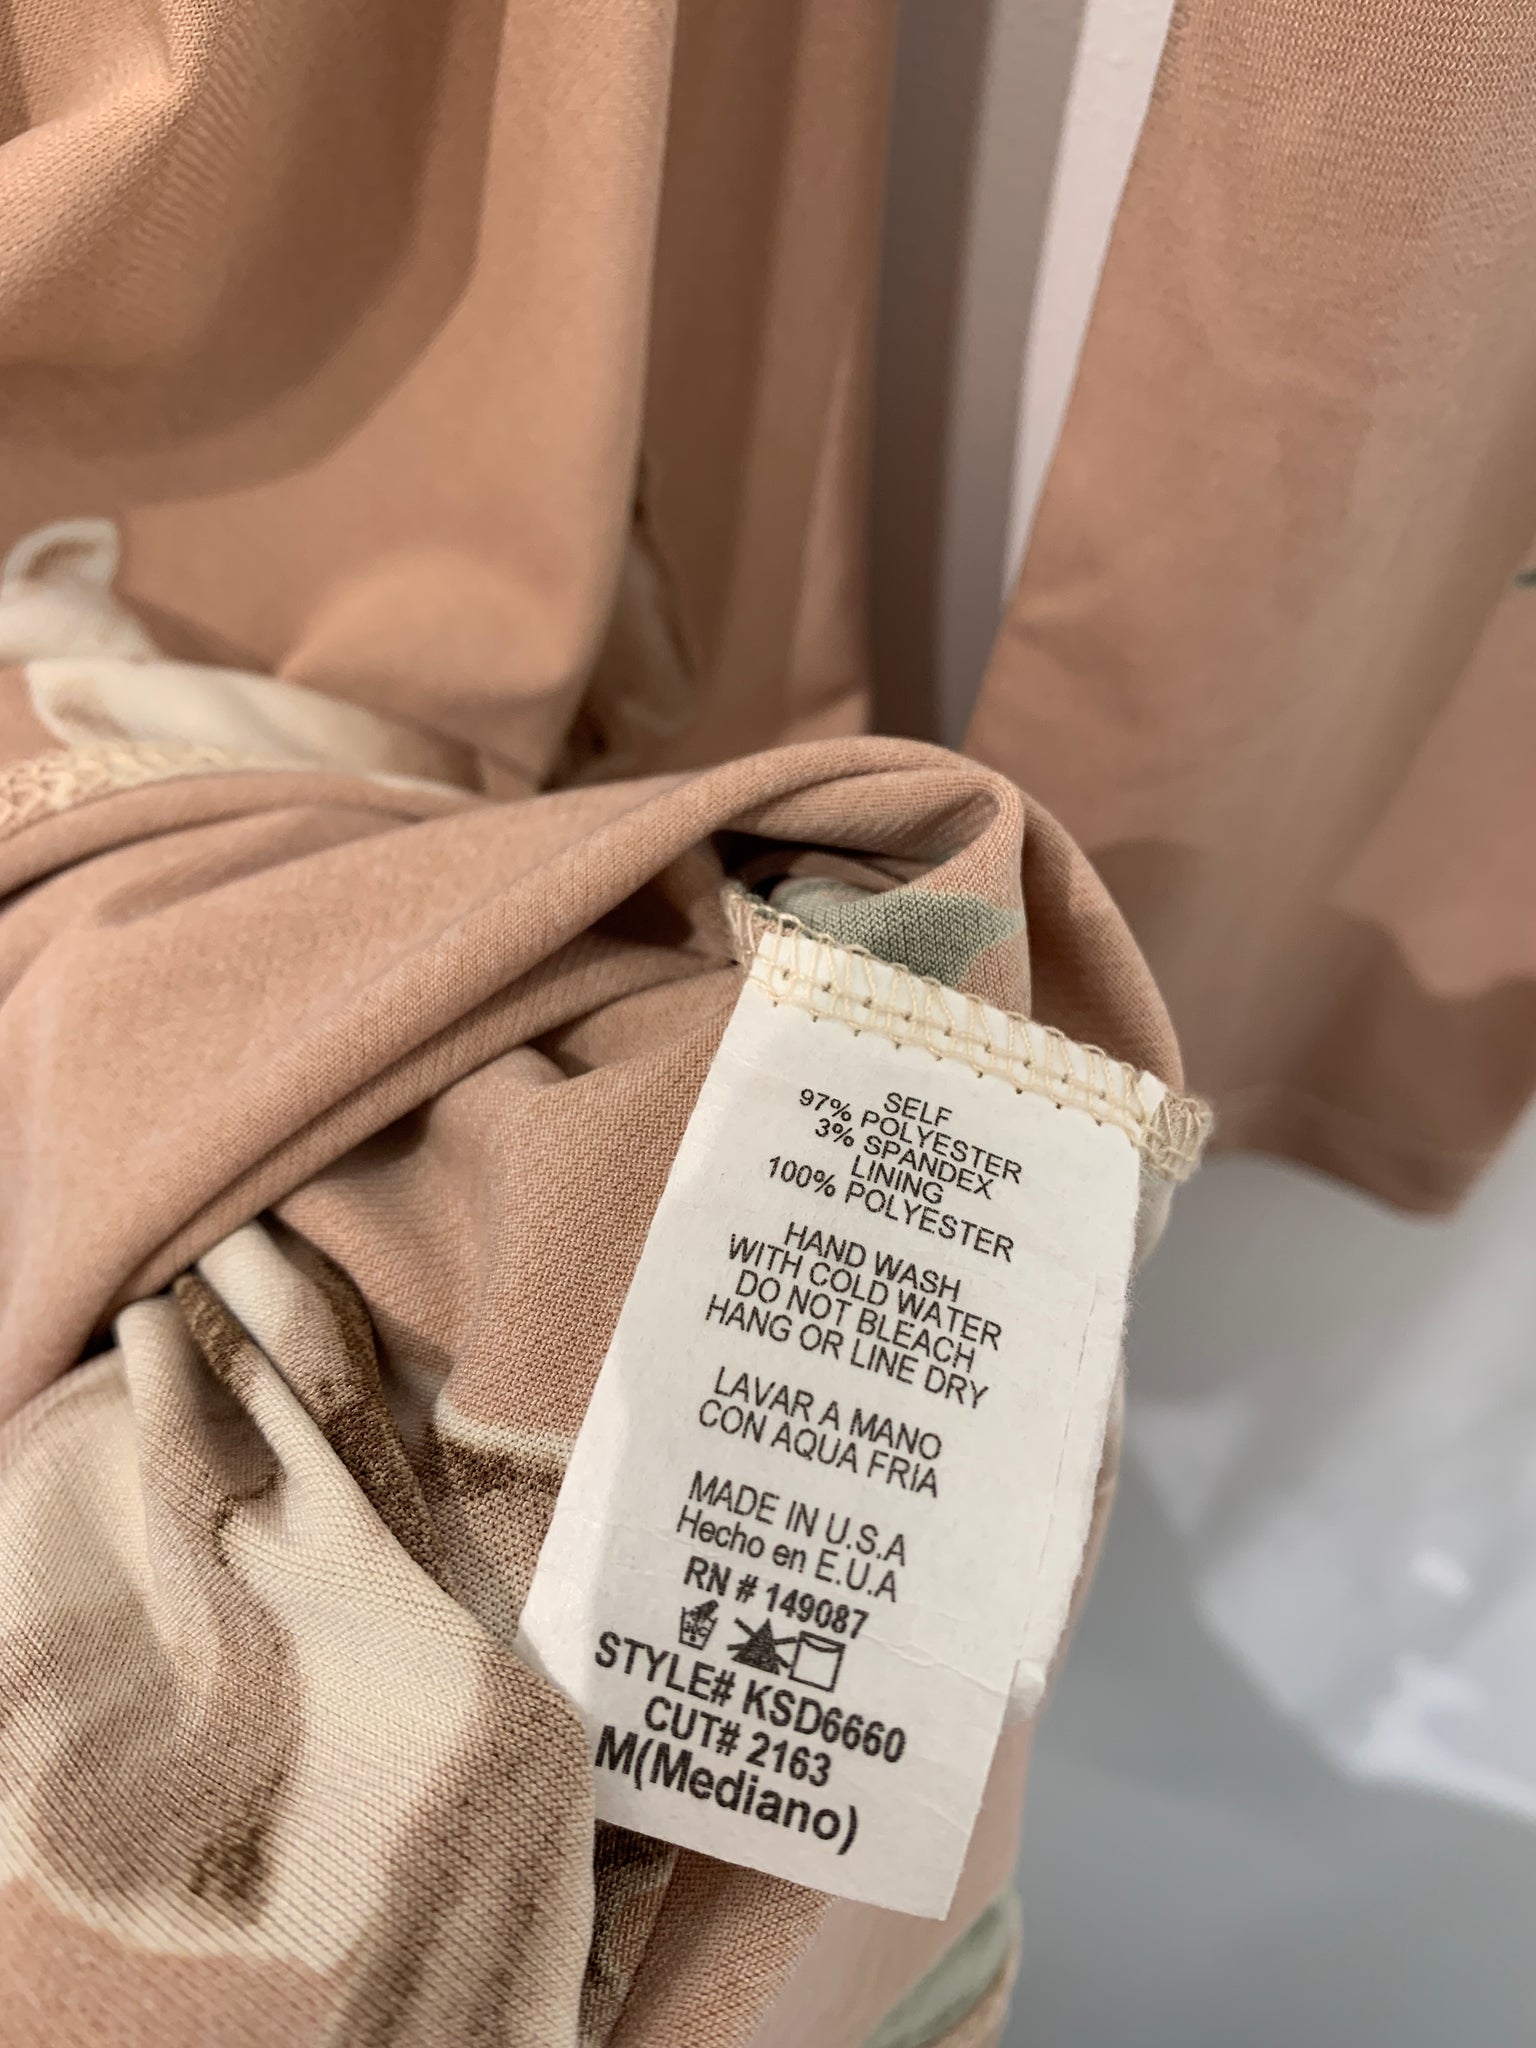 SELF
97% POLYESTER
3% SPANDEX
LINING
100% POLYESTER
HAND WASH
WITH COLD WATER
DO NOT BLEACH
HANG OR LINE DRY
LAVAR A MANO
CON AQUA FRIA
MADE IN U.S.A
Hecho en E.U.A
RN # 149087
STYLE# KSD6660
CUT# 2163
M(Mediano)